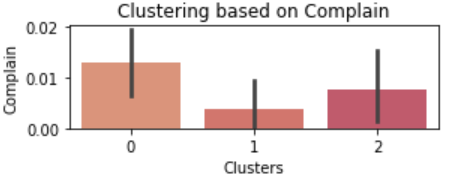 Clustering based on Complain
0.02
0.01
0.00
Complain
0
1
2
Clusters